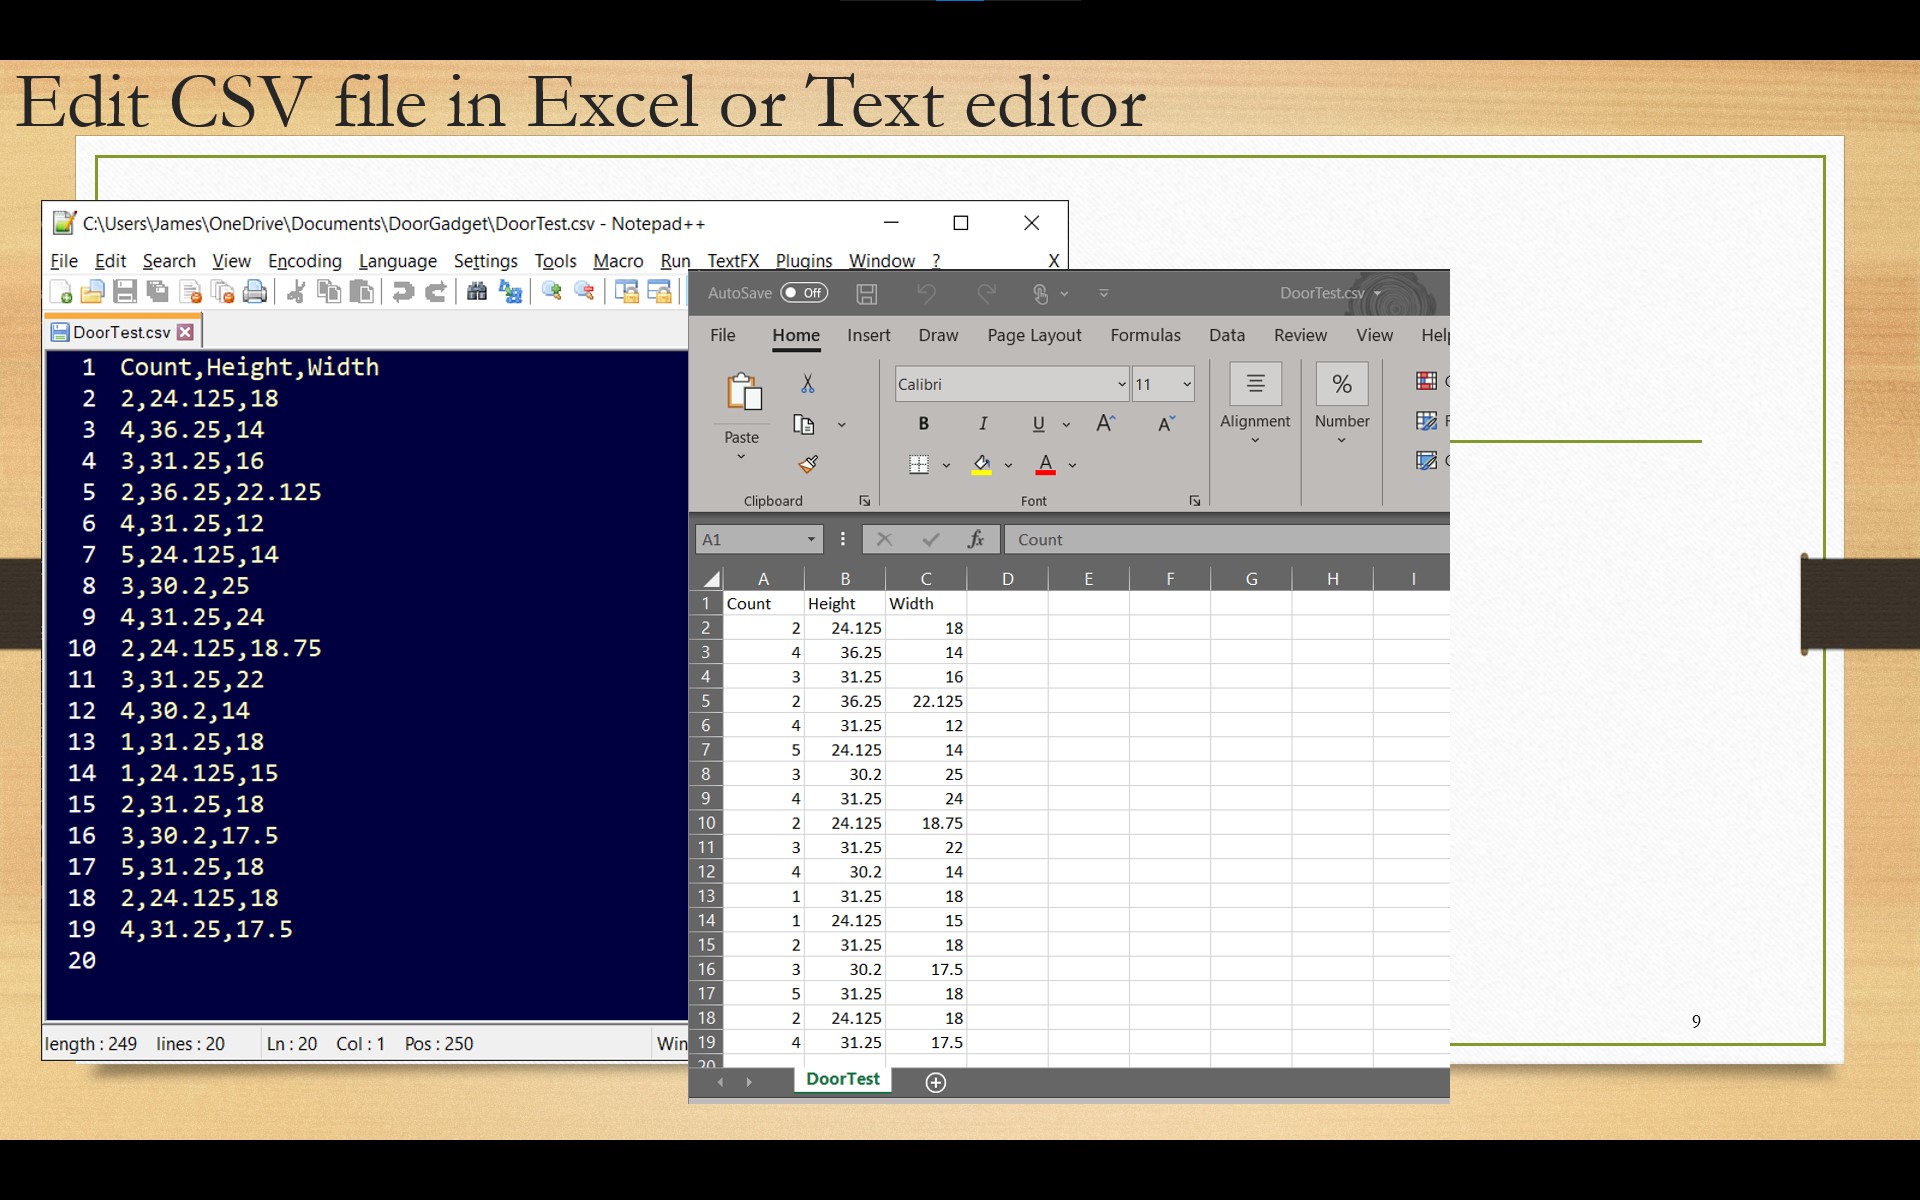 Edit CSV file in Excel or Text editor
C:\Users\James\OneDrive\Documents\DoorGadget\DoorTest.csv - Notepad++
File Edit Search View Encoding Language Settings Tools Macro Run TextFX Plugins Window ? X
DoorTest.csv
1 Count,Height,Width
2 2,24.125,18
3 4,36.25,14
4 3,31.25,16
5 2,36.25,22.125
6 4,31.25,12
7 5,24.125,14
8 3,30.2,25
9 4,31.25,24
10 2,24.125,18.75
11 3,31.25,22
12 4,30.2,14
13 1,31.25,18
14 1,24.125,15
15 2,31.25,18
16 3,30.2,17.5
17 5,31.25,18
18 2,24.125,18
19 4,31.25,17.5
20
length : 249 lines : 20 Ln : 20 Col : 1 Pos : 250 Win
AutoSave Off DoorTest.csv
File Home Insert Draw Page Layout Formulas Data Review View Help
Calibri 11
Paste B I U A A Alignment % Number
A
Clipboard Font
A1 fx Count
A B C D E F G H I
1 Count Height Width
2 2 24.125 18
3 4 36.25 14
4 3 31.25 16
5 2 36.25 22.125
6 4 31.25 12
7 5 24.125 14
8 3 30.2 25
9 4 31.25 24
10 2 24.125 18.75
11 3 31.25 22
12 4 30.2 14
13 1 31.25 18
14 1 24.125 15
15 2 31.25 18
16 3 30.2 17.5
17 5 31.25 18
18 2 24.125 18
19 4 31.25 17.5
20
DoorTest
9